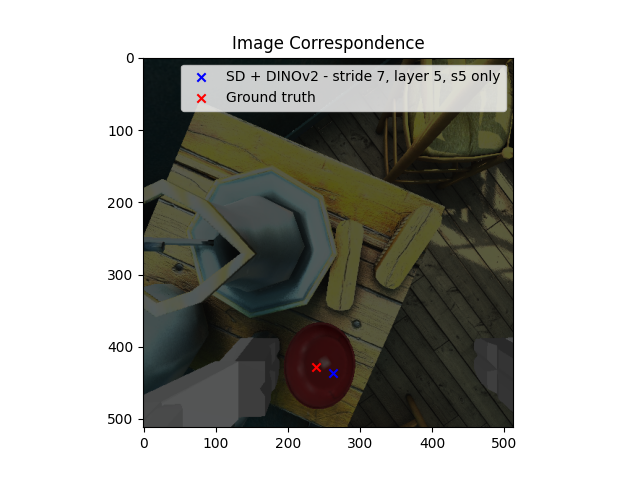 Image Correspondence
SD + DINOv2 - stride 7, layer 5, s5 only
Ground truth
0
100
200
300
400
500
0 100 200 300 400 500